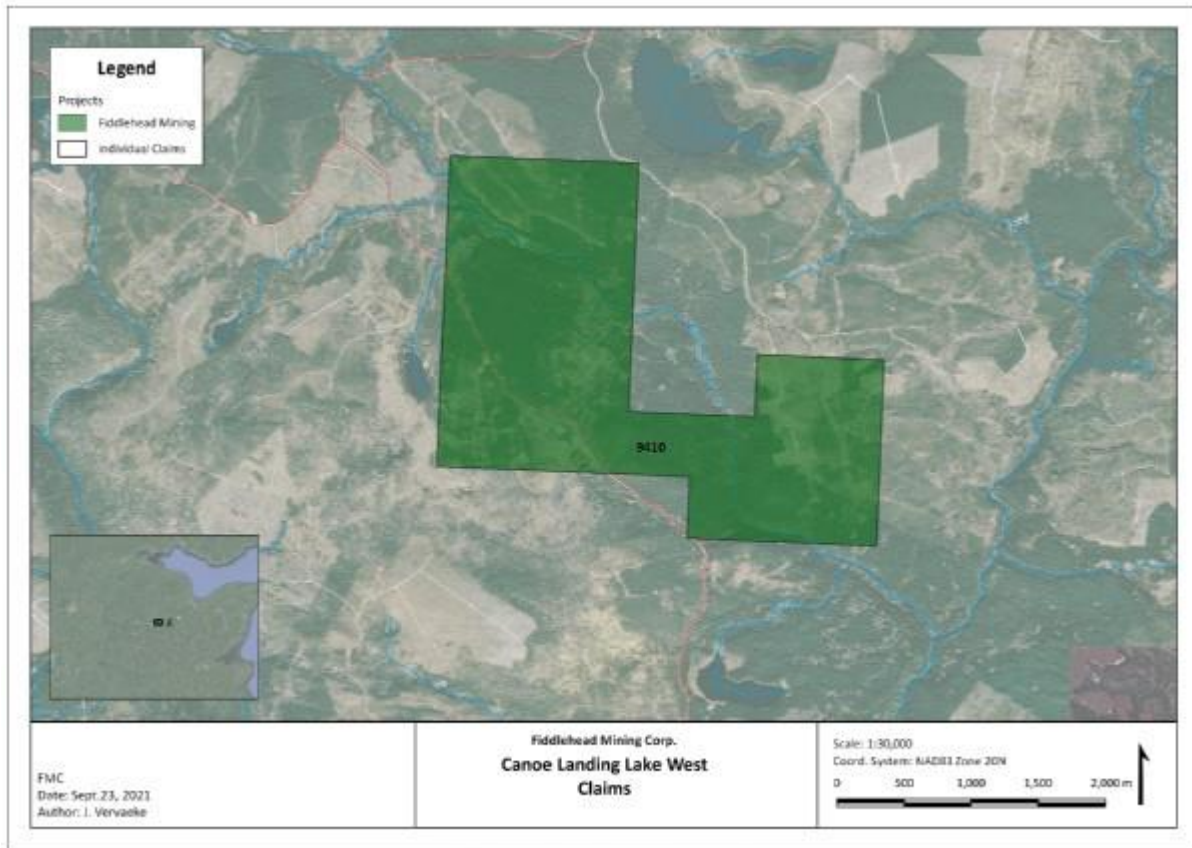 Legend
Projects
Fiddlehead Mining
Individual Claims
9410
FMC
Date: Sept.23, 2021
Author: J. Vervaeke
Fiddlehead Mining Corp.
Canoe Landing Lake West
Claims
Scale: 1:30,000
Coord. System: NAD83 Zone 20N
0 500 1,000 1,500 2,000 m